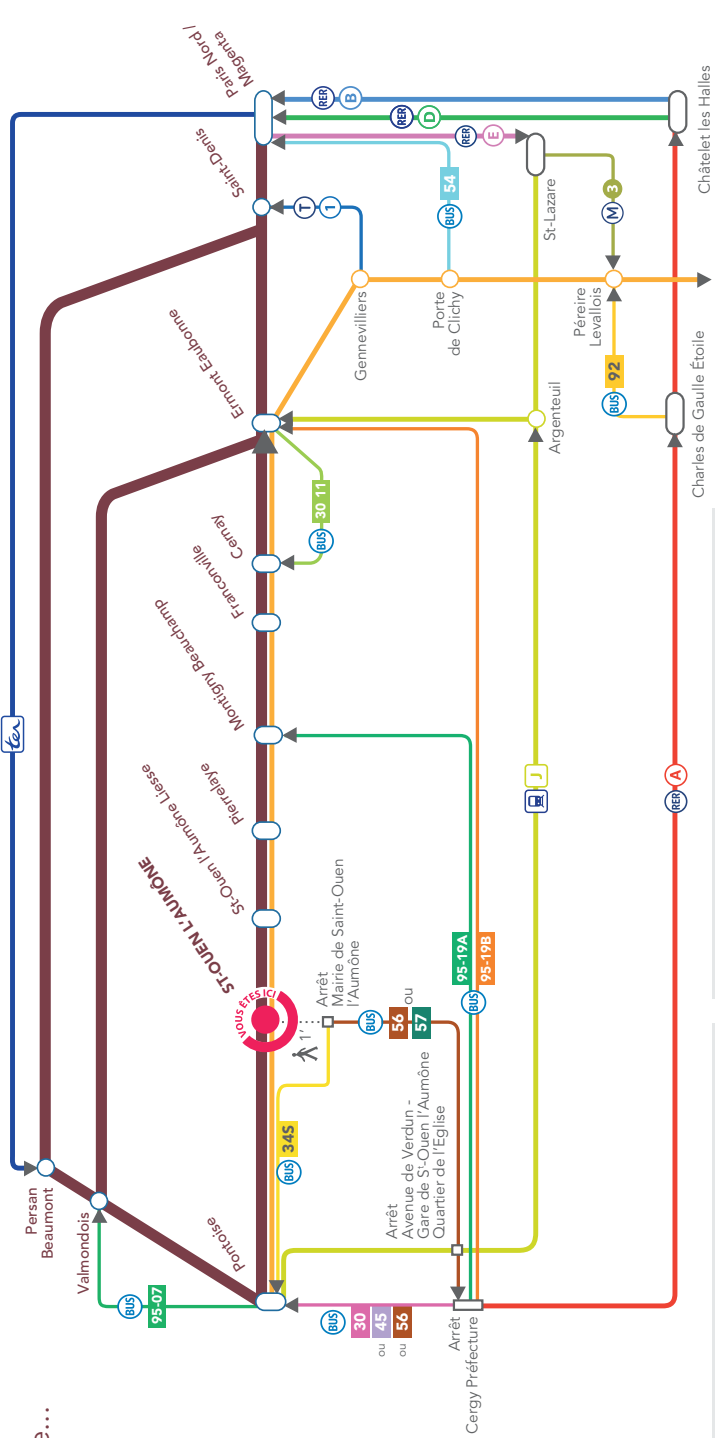 e...
Persan
Beaumont
Valmondois
Pontoise
ST-OUEN L'AUMÔNE
VOUS ÊTES ICI
St-Ouen l'Aumône Liesse
Pierrelaye
Montigny Beauchamp
Franconville
Cernay
Ermont Eaubonne
Saint-Denis
Paris Nord /
Magenta
ter
BUS
95-07
BUS
34S
1'
Arrêt
Mairie de Saint-Ouen
l'Aumône
BUS
56
ou
57
Arrêt
Avenue de Verdun -
Gare de St-Ouen l'Aumône
Quartier de l'Eglise
BUS
30
ou
45
ou
56
Arrêt
Cergy Préfecture
BUS
95-19A
95-19B
BUS
30 11
Gennevilliers
T
1
Porte
de Clichy
BUS
54
RER
B
RER
D
RER
E
Argenteuil
J
St-Lazare
M
3
Péreire
Levallois
BUS
92
RER
A
Charles de Gaulle Étoile
Châtelet les Halles